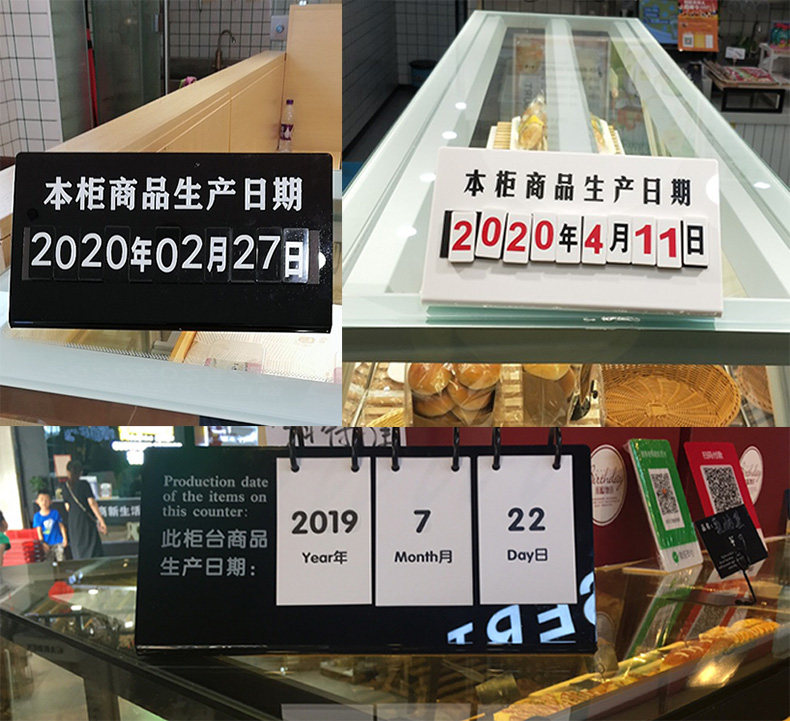 本柜商品生产日期
2020年02月27日
本柜商品生产日期
2020年4月11日
Production date
of the items on
this counter:
此柜台商品
生产日期：
2019
Year年
7
Month月
22
Day日
Birthday